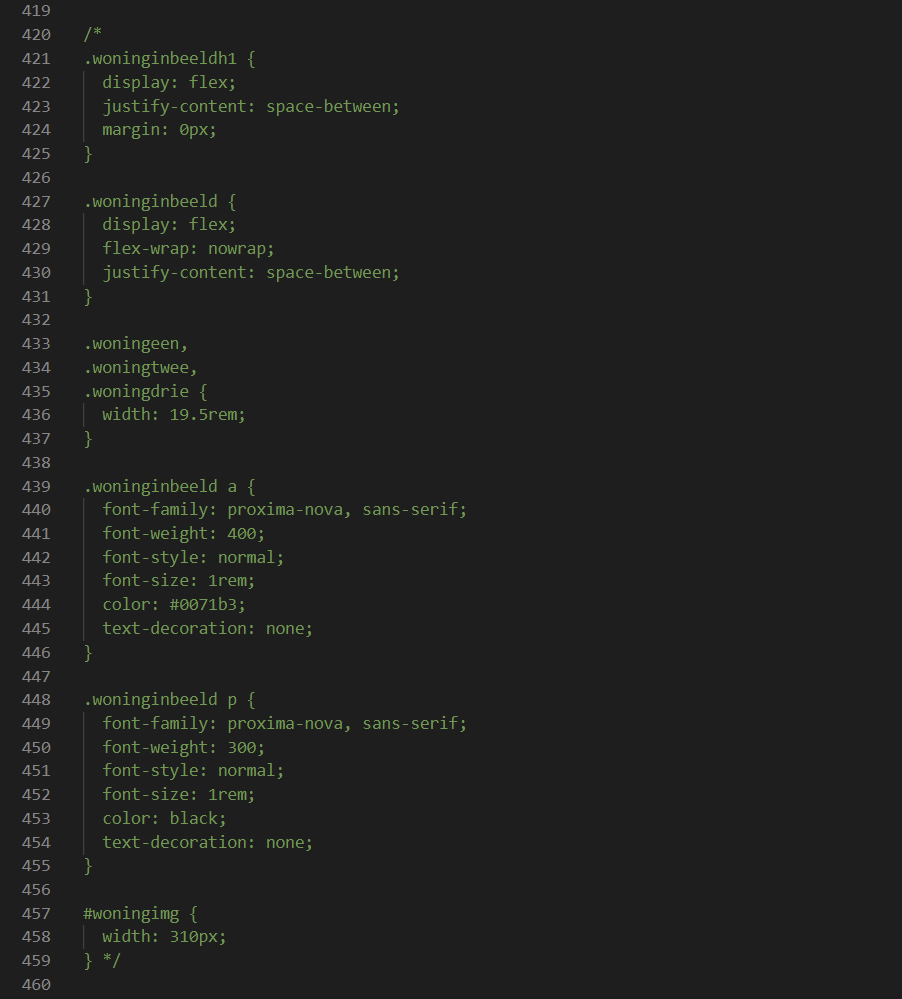 419
420 /*
421 .woninginbeeldh1 {
422 display: flex;
423 justify-content: space-between;
424 margin: 0px;
425 }
426
427 .woninginbeeld {
428 display: flex;
429 flex-wrap: nowrap;
430 justify-content: space-between;
431 }
432
433 .woningeen,
434 .woningtwee,
435 .woningdrie {
436 width: 19.5rem;
437 }
438
439 .woninginbeeld a {
440 font-family: proxima-nova, sans-serif;
441 font-weight: 400;
442 font-style: normal;
443 font-size: 1rem;
444 color: #0071b3;
445 text-decoration: none;
446 }
447
448 .woninginbeeld p {
449 font-family: proxima-nova, sans-serif;
450 font-weight: 300;
451 font-style: normal;
452 font-size: 1rem;
453 color: black;
454 text-decoration: none;
455 }
456
457 #woningimg {
458 width: 310px;
459 } */
460